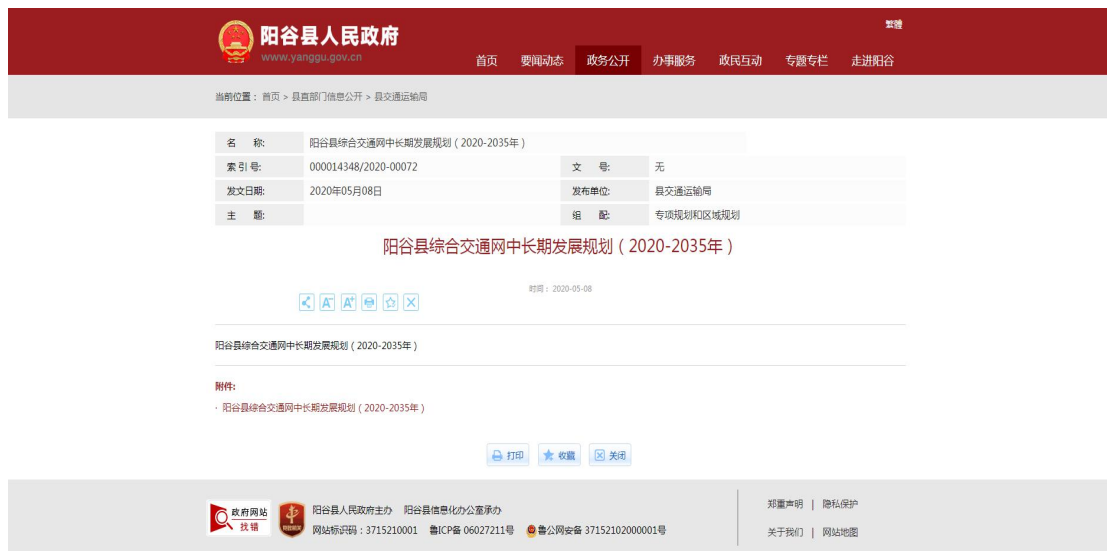 繁體
阳谷县人民政府
www.yanggu.gov.cn
首页 要闻动态 政务公开 办事服务 政民互动 专题专栏 走进阳谷
当前位置： 首页 > 县直部门信息公开 > 县交通运输局
名 称: 阳谷县综合交通网中长期发展规划（2020-2035年）
索引号: 000014348/2020-00072 文 号: 无
发文日期: 2020年05月08日 发布单位: 县交通运输局
主 题: 组 配: 专项规划和区域规划
阳谷县综合交通网中长期发展规划（2020-2035年）
时间：2020-05-08
A- A+
阳谷县综合交通网中长期发展规划（2020-2035年）
附件:
· 阳谷县综合交通网中长期发展规划（2020-2035年）
打印 收藏 关闭
政府网站
找错
阳谷县人民政府主办 阳谷县信息化办公室承办
网站标识码：3715210001 鲁ICP备 06027211号 鲁公网安备 37152102000001号
郑重声明 | 隐私保护
关于我们 | 网站地图